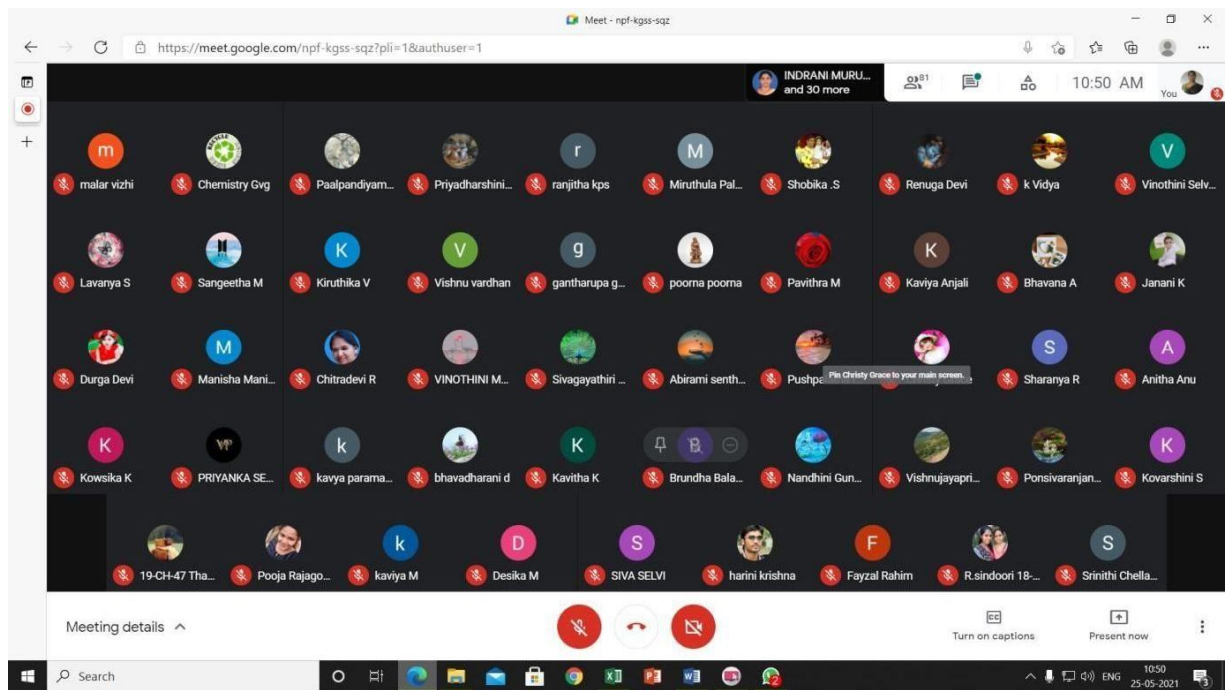 Meet - npf-kgss-sqz
https://meet.google.com/npf-kgss-sqz?pli=1&authuser=1
INDRANI MURU...
and 30 more
81
10:50 AM
You
m
r
M
V
malar vizhi Chemistry Gvg Paalpandiyam... Priyadharshini... ranjitha kps Miruthula Pal... Shobika .S Renuga Devi k Vidya Vinothini Selv...
K
V
g
K
Lavanya S Sangeetha M Kiruthika V Vishnu vardhan gantharupa g... poorna poorna Pavithra M Kaviya Anjali Bhavana A Janani K
M
S
A
Pin Christy Grace to your main screen.
Durga Devi Manisha Mani... Chitradevi R VINOTHINI M... Sivagayathiri ... Abirami senth... Pushpa Sharanya R Anitha Anu
K
VP
k
K
B
K
Kowsika K PRIYANKA SE... kavya parama... bhavadharani d Kavitha K Brundha Bala... Nandhini Gun... Vishnujayapri... Ponsivaranjan... Kovarshini S
k
D
S
F
S
19-CH-47 Tha... Pooja Rajago... kaviya M Desika M SIVA SELVI harini krishna Fayzal Rahim R.sindoori 18-... Srinithi Chella...
Meeting details
Turn on captions
Present now
Search
ENG
10:50
25-05-2021